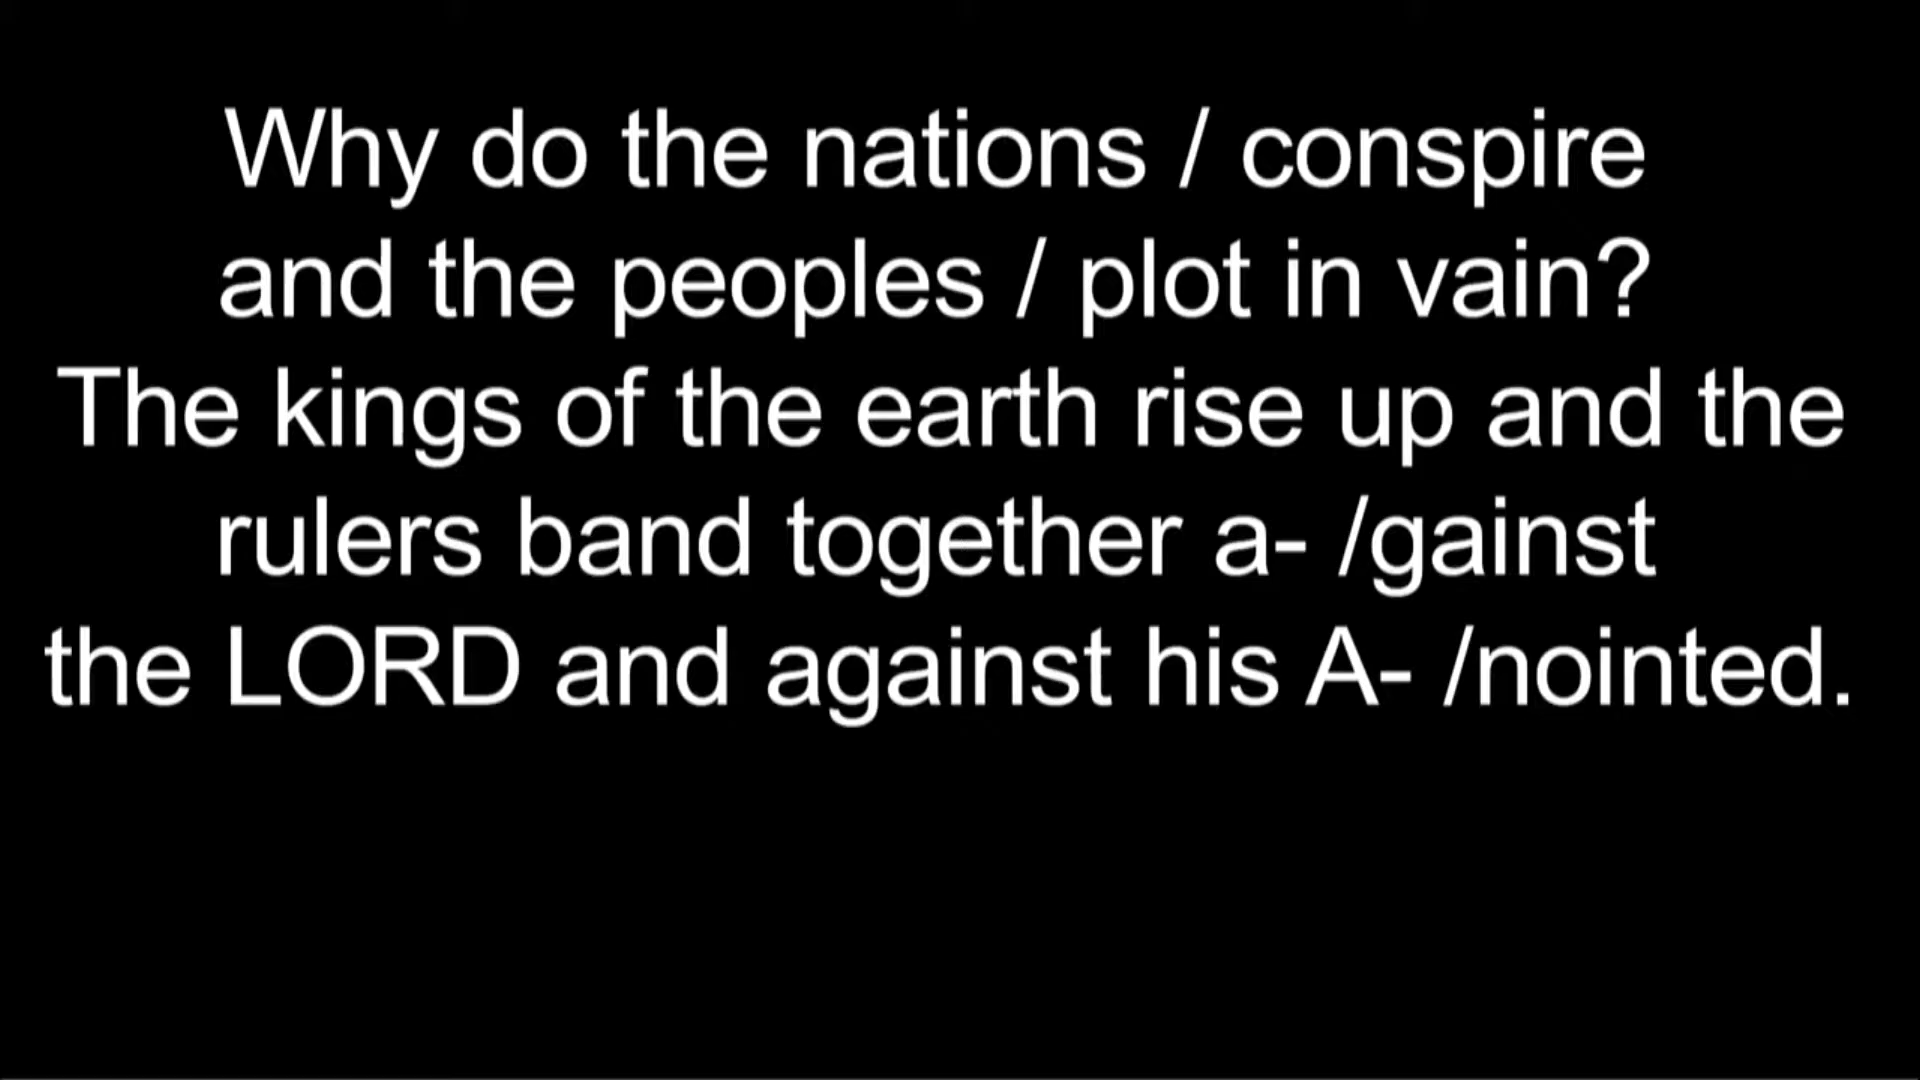 Why do the nations / conspire
and the peoples / plot in vain?
The kings of the earth rise up and the
rulers band together a- /gainst
the LORD and against his A- /nointed.